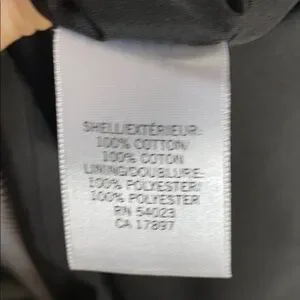 SHELL/EXTÉRIEUR:
100% COTTON/
100% COTON
LINING/DOUBLURE:
100% POLYESTER/
100% POLYESTER
RN 54023
CA 17897